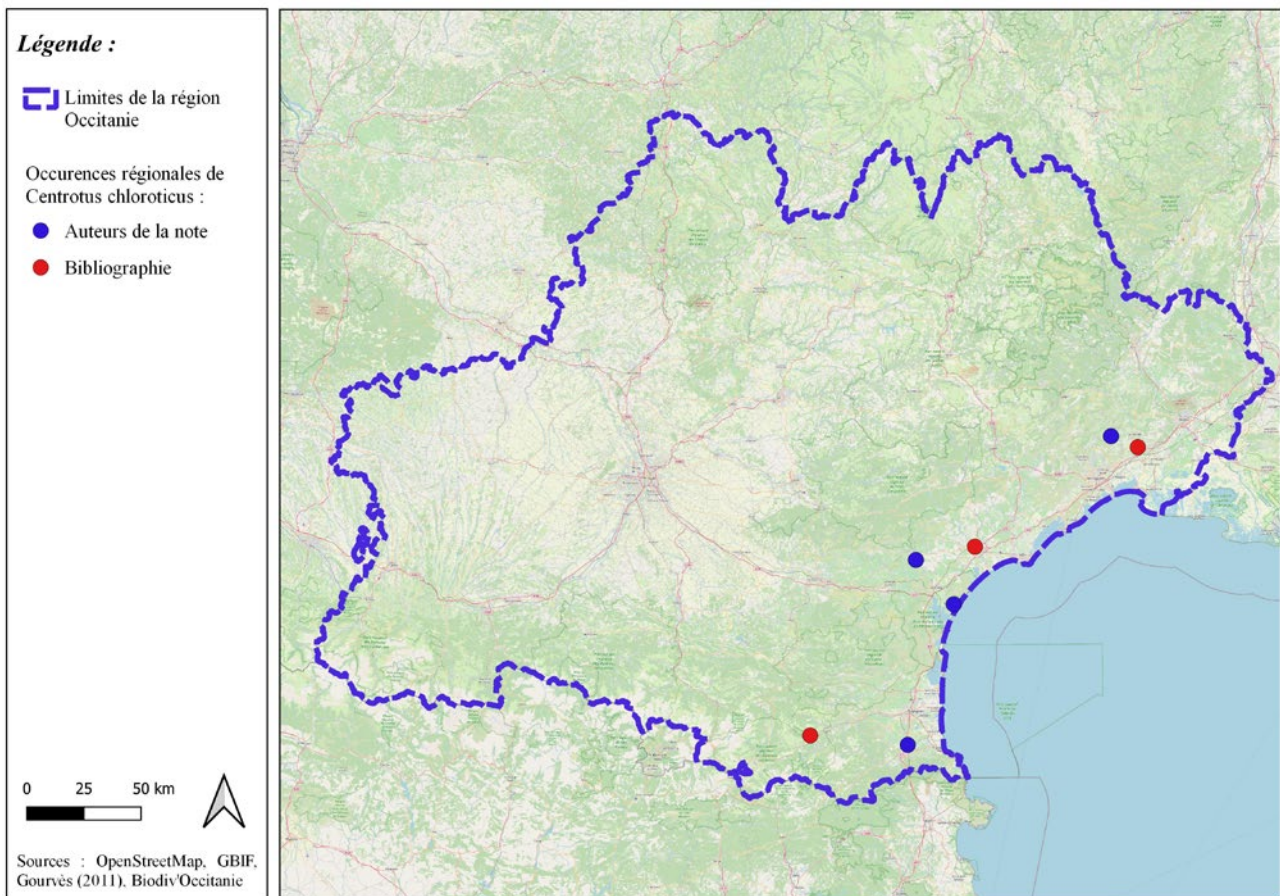 Légende :
Limites de la région
Occitanie
Occurences régionales de
Centrotus chloroticus :
Auteurs de la note
Bibliographie
0 25 50 km
Sources : OpenStreetMap, GBIF,
Gourvès (2011), Biodiv'Occitanie